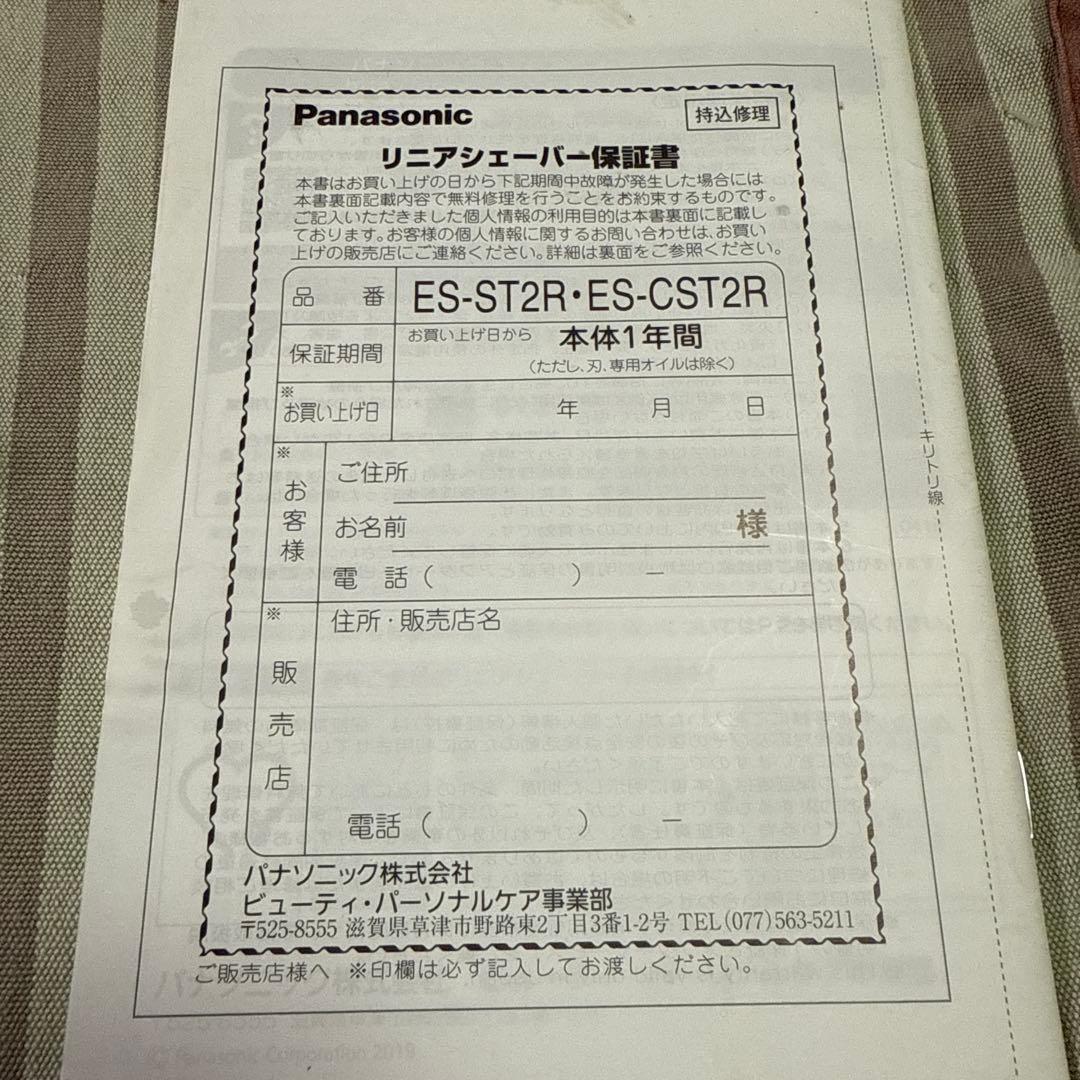 Panasonic
持込修理
リニアシェーバー保証書
本書はお買い上げの日から下記期間中故障が発生した場合には
本書裏面記載内容で無料修理を行うことをお約束するものです。
ご記入いただきました個人情報の利用目的は本書裏面に記載し
ております。お客様の個人情報に関するお問い合わせは、お買い
上げの販売店にご連絡ください。詳細は裏面をご参照ください。
品番 ES-ST2R・ES-CST2R
保証期間 お買い上げ日から 本体1年間
(ただし、刃、専用オイルは除く)
※お買い上げ日 年 月 日
※お客様
ご住所
お名前 様
電話( ) ー
※販売店
住所・販売店名
電話( ) ー
パナソニック株式会社
ビューティ・パーソナルケア事業部
〒525-8555 滋賀県草津市野路東2丁目3番1-2号 TEL(077)563-5211
ご販売店様へ ※印欄は必ず記入してお渡しください。
キリトリ線
パナソニック株式会社
© Panasonic Corporation 2019